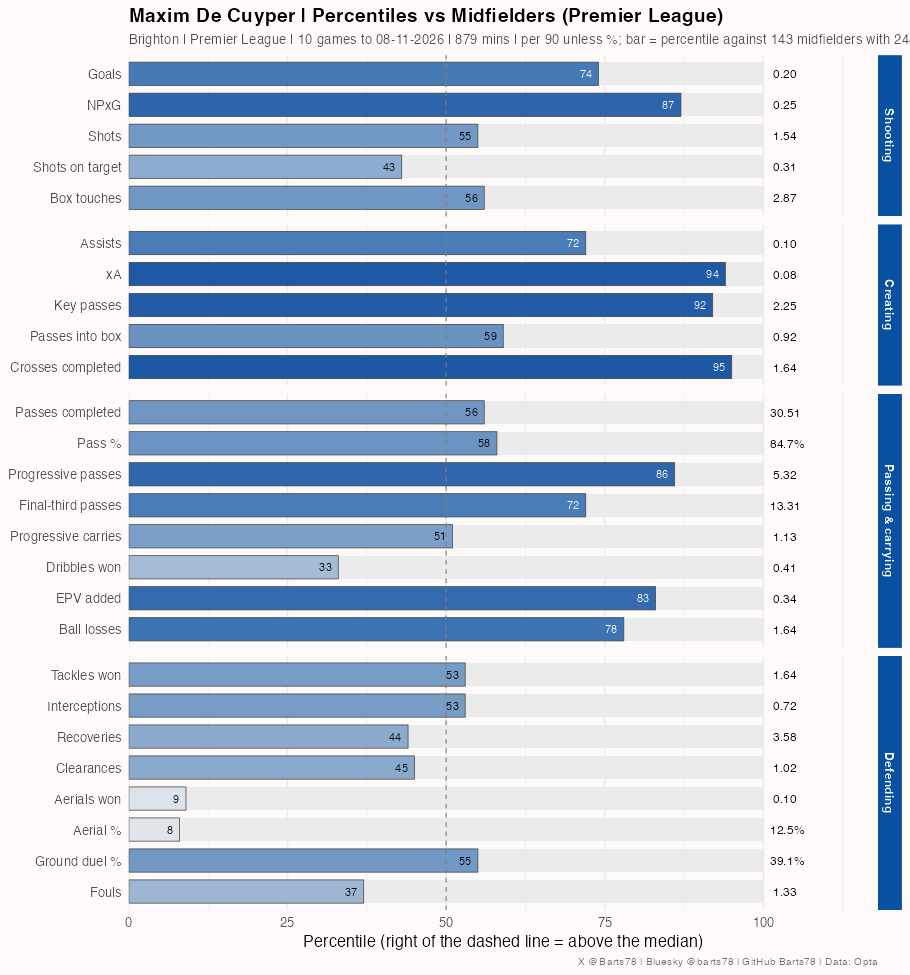 Maxim De Cuyper | Percentiles vs Midfielders (Premier League)
Brighton | Premier League | 10 games to 08-11-2026 | 879 mins | per 90 unless %; bar = percentile against 143 midfielders with
Goals 74 0.20
NPxG 87 0.25
Shots 55 1.54
Shots on target 43 0.31
Box touches 56 2.87
Shooting
Assists 72 0.10
xA 94 0.08
Key passes 92 2.25
Passes into box 59 0.92
Crosses completed 95 1.64
Creating
Passes completed 56 30.51
Pass % 58 84.7%
Progressive passes 86 5.32
Final-third passes 72 13.31
Progressive carries 51 1.13
Dribbles won 33 0.41
EPV added 83 0.34
Ball losses 78 1.64
Passing & carrying
Tackles won 53 1.64
Interceptions 53 0.72
Recoveries 44 3.58
Clearances 45 1.02
Aerials won 9 0.10
Aerial % 8 12.5%
Ground duel % 55 39.1%
Fouls 37 1.33
Defending
0 25 50 75 100
Percentile (right of the dashed line = above the median)
X @Barts78 | Bluesky @barts78 | GitHub Barts78 | Data: Opta